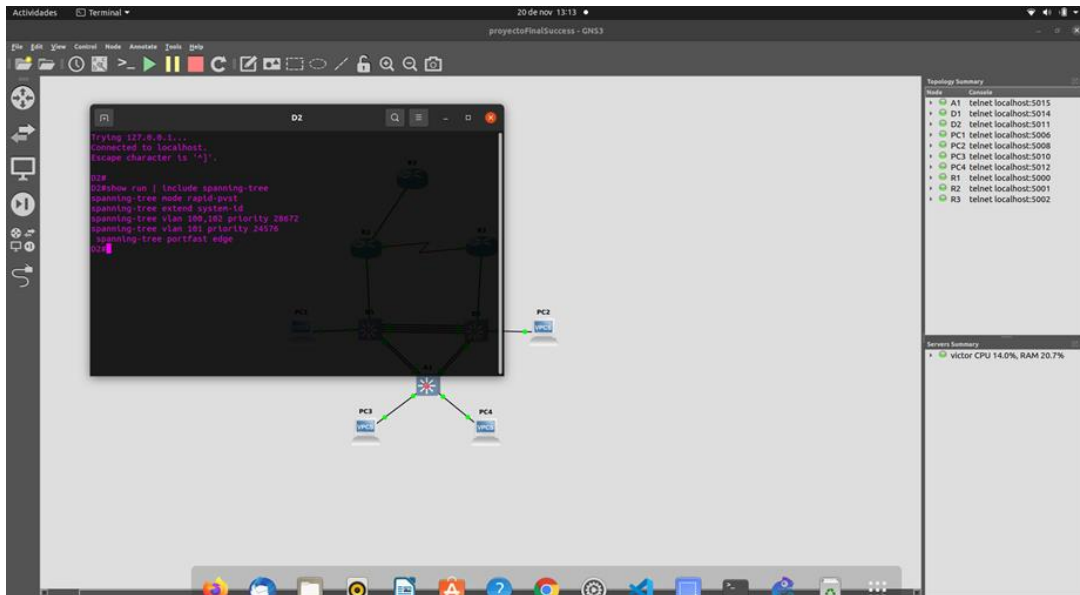 Actividades
Terminal
20 de nov 13:13
proyectoFinalSuccess - GNS3
File Edit View Control Node Annotate Tools Help
D2
Trying 127.0.0.1...
Connected to localhost.
Escape character is '^]'.
D2#
D2#show run | include spanning-tree
spanning-tree mode rapid-pvst
spanning-tree extend system-id
spanning-tree vlan 100,102 priority 28672
spanning-tree vlan 101 priority 24576
spanning-tree portfast edge
D2#
PC1
PC2
VPCS
A1
PC3
PC4
VPCS
VPCS
Topology Summary
Node Console
A1 telnet localhost:5015
D1 telnet localhost:5014
D2 telnet localhost:5011
PC1 telnet localhost:5006
PC2 telnet localhost:5008
PC3 telnet localhost:5010
PC4 telnet localhost:5012
R1 telnet localhost:5000
R2 telnet localhost:5001
R3 telnet localhost:5002
Servers Summary
victor CPU 14.0%, RAM 20.7%